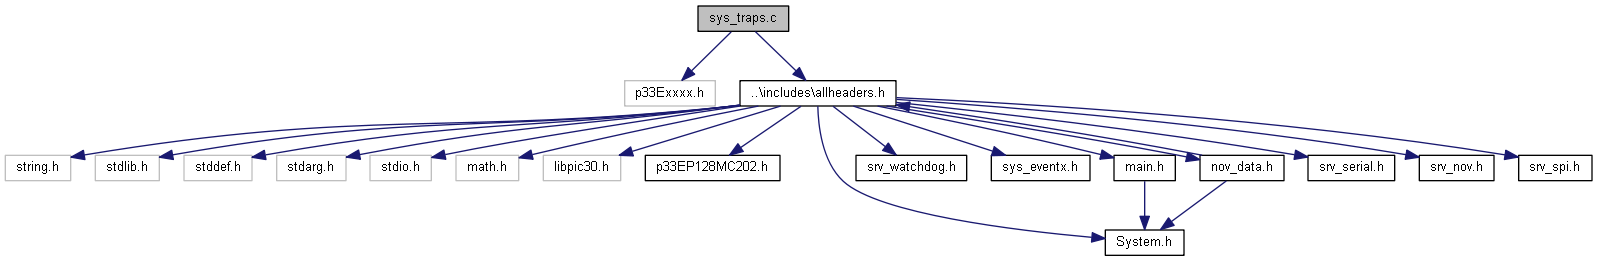 sys_traps.c
p33Exxxx.h
..\includes\allheaders.h
string.h
stdlib.h
stddef.h
stdarg.h
stdio.h
math.h
libpic30.h
p33EP128MC202.h
srv_watchdog.h
sys_eventx.h
main.h
nov_data.h
srv_serial.h
srv_nov.h
srv_spi.h
System.h